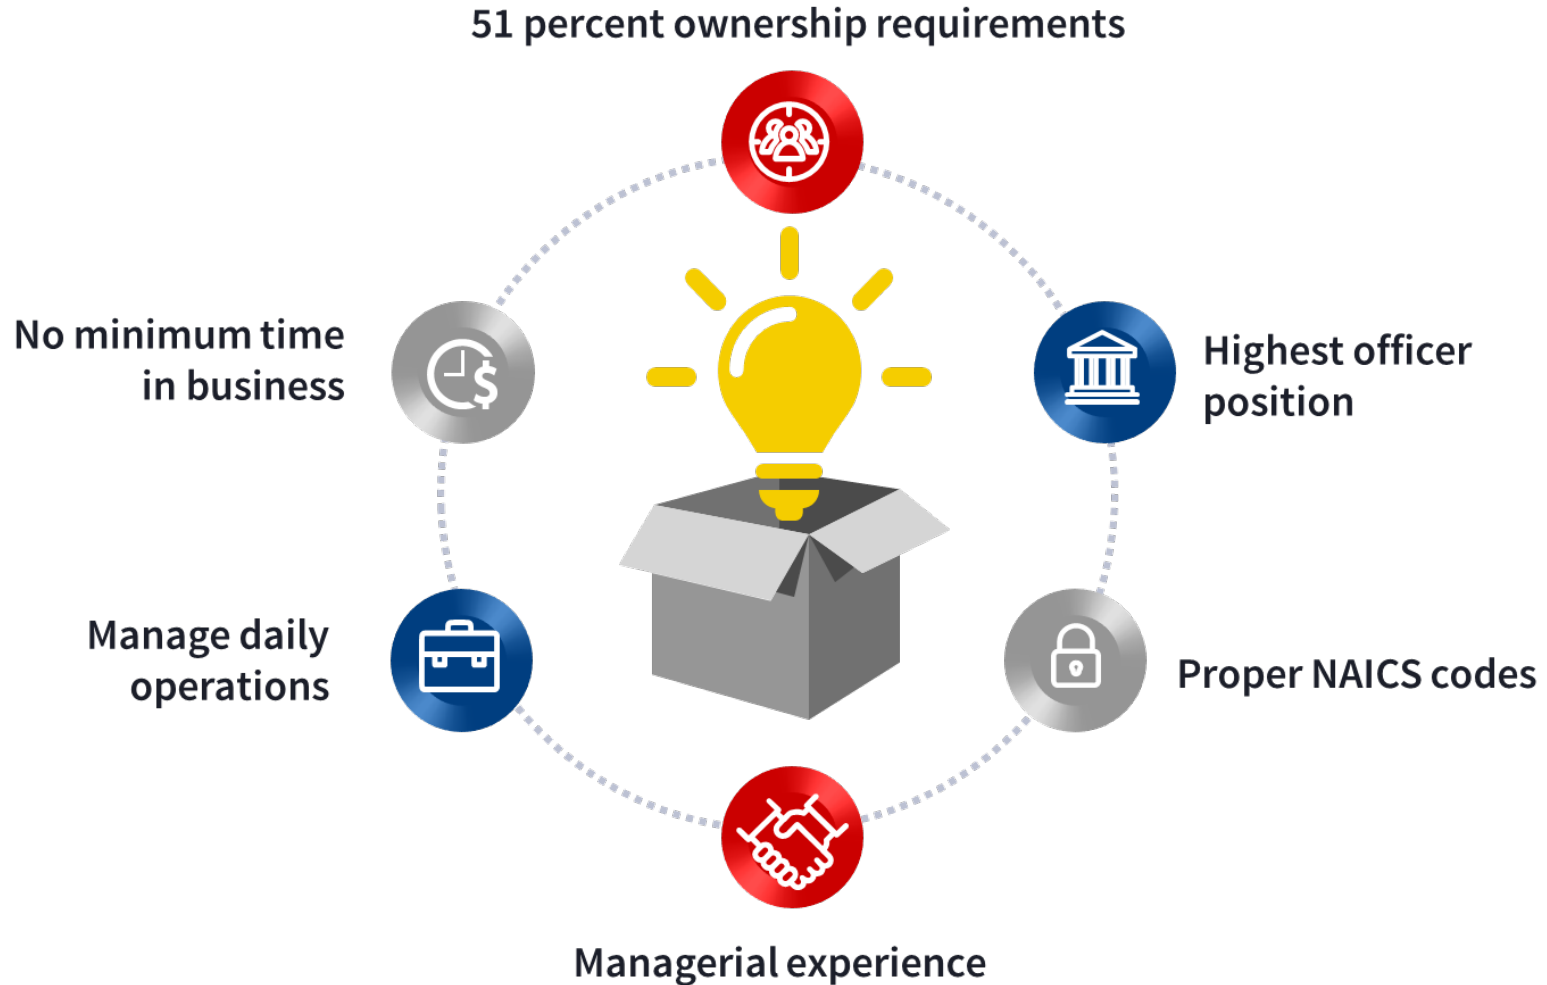 51 percent ownership requirements
No minimum time
in business
Highest officer
position
Manage daily
operations
Proper NAICS codes
Managerial experience